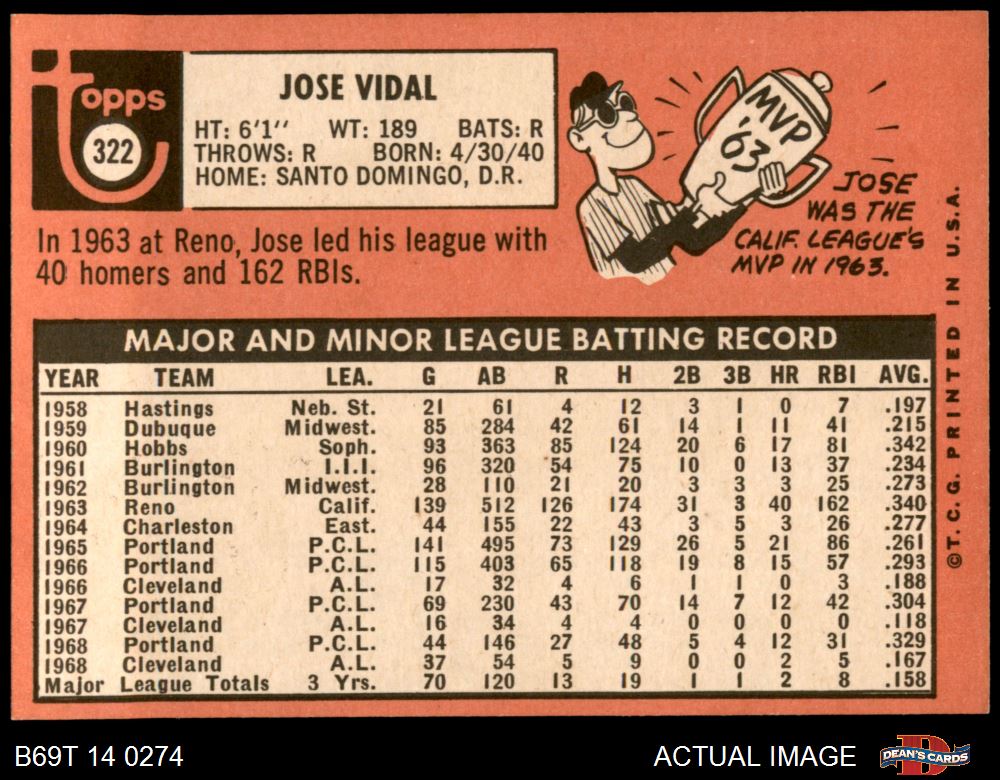 topps
322
JOSE VIDAL
HT: 6'1" WT: 189 BATS: R
THROWS: R BORN: 4/30/40
HOME: SANTO DOMINGO, D.R.
In 1963 at Reno, Jose led his league with
40 homers and 162 RBIs.
MVP
'63
JOSE
WAS THE
CALIF. LEAGUE'S
MVP IN 1963.
MAJOR AND MINOR LEAGUE BATTING RECORD
YEAR TEAM LEA. G AB R H 2B 3B HR RBI AVG.
1958 Hastings Neb. St. 21 61 4 12 3 1 0 7 .197
1959 Dubuque Midwest. 85 284 42 61 14 1 11 41 .215
1960 Hobbs Soph. 93 363 85 124 20 6 17 81 .342
1961 Burlington I.I.I. 96 320 54 75 10 0 13 37 .234
1962 Burlington Midwest. 28 110 21 20 3 3 3 25 .273
1963 Reno Calif. 139 512 126 174 31 3 40 162 .340
1964 Charleston East. 44 155 22 43 3 5 3 26 .277
1965 Portland P.C.L. 141 495 73 129 26 5 21 86 .261
1966 Portland P.C.L. 115 403 65 118 19 8 15 57 .293
1966 Cleveland A.L. 17 32 4 6 1 1 0 3 .188
1967 Portland P.C.L. 69 230 43 70 14 7 12 42 .304
1967 Cleveland A.L. 16 34 4 4 0 0 0 0 .118
1968 Portland P.C.L. 44 146 27 48 5 4 12 31 .329
1968 Cleveland A.L. 37 54 5 9 0 0 2 5 .167
Major League Totals 3 Yrs. 70 120 13 19 1 1 2 8 .158
©T.C.G. PRINTED IN U.S.A.
B69T 14 0274
ACTUAL IMAGE
DEAN'S CARDS